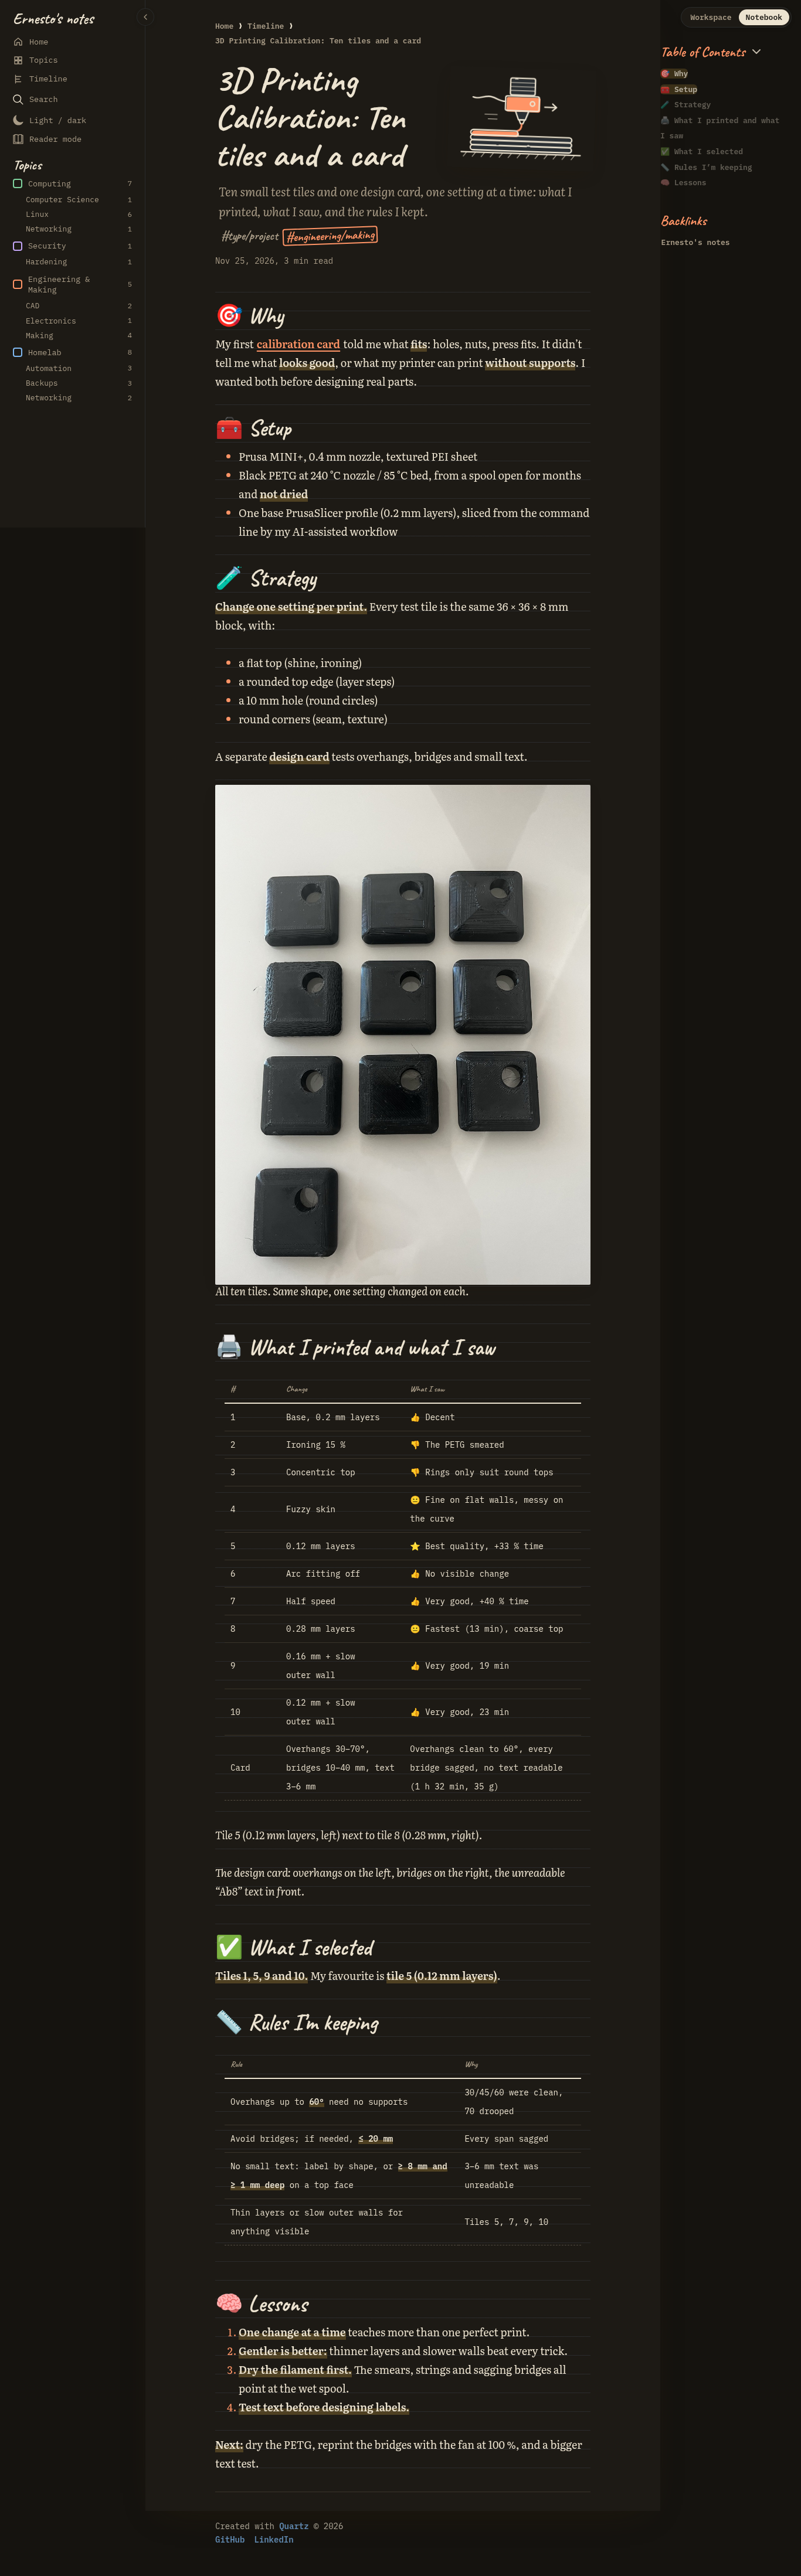 Ernesto's notes
Home
Topics
Timeline
Search
Light / dark
Reader mode
Topics
Computing 7
Computer Science 1
Linux 6
Networking 1
Security 1
Hardening 1
Engineering & 5
Making
CAD 2
Electronics 1
Making 4
Homelab 8
Automation 3
Backups 3
Networking 2
Home ❯ Timeline ❯
3D Printing Calibration: Ten tiles and a card
3D Printing
Calibration: Ten
tiles and a card
Ten small test tiles and one design card, one setting at a time: what I
printed, what I saw, and the rules I kept.
#type/project #engineering/making
Nov 25, 2026, 3 min read
🎯 Why
My first calibration card told me what fits: holes, nuts, press fits. It didn't
tell me what looks good, or what my printer can print without supports. I
wanted both before designing real parts.
🧰 Setup
• Prusa MINI+, 0.4 mm nozzle, textured PEI sheet
• Black PETG at 240 °C nozzle / 85 °C bed, from a spool open for months
and not dried
• One base PrusaSlicer profile (0.2 mm layers), sliced from the command
line by my AI-assisted workflow
🧪 Strategy
Change one setting per print. Every test tile is the same 36 × 36 × 8 mm
block, with:
• a flat top (shine, ironing)
• a rounded top edge (layer steps)
• a 10 mm hole (round circles)
• round corners (seam, texture)
A separate design card tests overhangs, bridges and small text.
All ten tiles. Same shape, one setting changed on each.
🖨️ What I printed and what I saw
# Change What I saw
1 Base, 0.2 mm layers 👍 Decent
2 Ironing 15 % 👎 The PETG smeared
3 Concentric top 👎 Rings only suit round tops
4 Fuzzy skin 😐 Fine on flat walls, messy on
the curve
5 0.12 mm layers ⭐ Best quality, +33 % time
6 Arc fitting off 👍 No visible change
7 Half speed 👍 Very good, +40 % time
8 0.28 mm layers 😐 Fastest (13 min), coarse top
9 0.16 mm + slow
outer wall 👍 Very good, 19 min
10 0.12 mm + slow
outer wall 👍 Very good, 23 min
Card Overhangs 30–70°, Overhangs clean to 60°, every
bridges 10–40 mm, text bridge sagged, no text readable
3–6 mm (1 h 32 min, 35 g)
Tile 5 (0.12 mm layers, left) next to tile 8 (0.28 mm, right).
The design card: overhangs on the left, bridges on the right, the unreadable
“Ab8” text in front.
✅ What I selected
Tiles 1, 5, 9 and 10. My favourite is tile 5 (0.12 mm layers).
📏 Rules I'm keeping
Rule Why
Overhangs up to 60° need no supports 30/45/60 were clean,
70 drooped
Avoid bridges; if needed, ≤ 20 mm Every span sagged
No small text: label by shape, or ≥ 8 mm and 3–6 mm text was
≥ 1 mm deep on a top face unreadable
Thin layers or slow outer walls for
anything visible Tiles 5, 7, 9, 10
🧠 Lessons
1. One change at a time teaches more than one perfect print.
2. Gentler is better: thinner layers and slower walls beat every trick.
3. Dry the filament first. The smears, strings and sagging bridges all
point at the wet spool.
4. Test text before designing labels.
Next: dry the PETG, reprint the bridges with the fan at 100 %, and a bigger
text test.
Created with Quartz © 2026
GitHub LinkedIn
Workspace Notebook
Table of Contents
🎯 Why
🧰 Setup
🧪 Strategy
🖨️ What I printed and what
I saw
✅ What I selected
📏 Rules I'm keeping
🧠 Lessons
Backlinks
Ernesto's notes